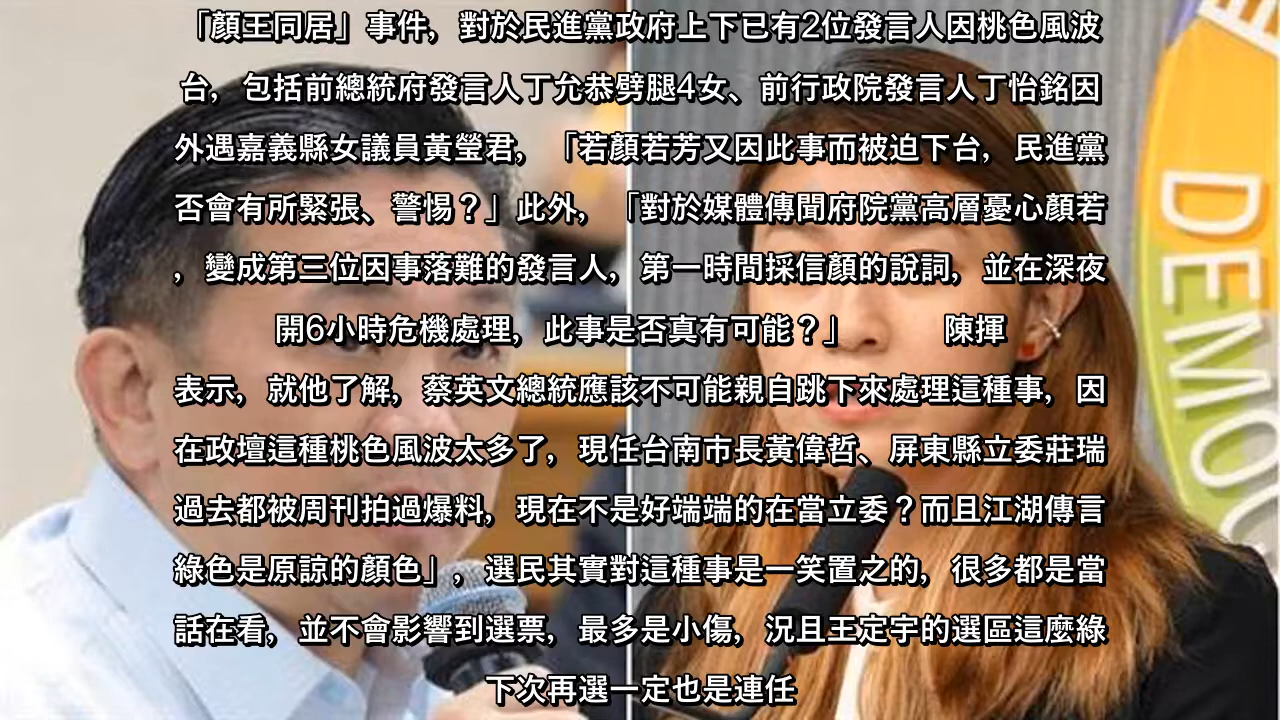 「顏王同居」事件，對於民進黨政府上下已有2位發言人因桃色風波
台，包括前總統府發言人丁允恭劈腿4女、前行政院發言人丁怡銘因
外遇嘉義縣女議員黃瑩君，「若顏若芳又因此事而被迫下台，民進黨
否會有所緊張、警惕？」此外，「對於媒體傳聞府院黨高層憂心顏若
，變成第三位因事落難的發言人，第一時間採信顏的說詞，並在深夜
開6小時危機處理，此事是否真有可能？」 陳揮
表示，就他了解，蔡英文總統應該不可能親自跳下來處理這種事，因
在政壇這種桃色風波太多了，現任台南市長黃偉哲、屏東縣立委莊瑞
過去都被周刊拍過爆料，現在不是好端端的在當立委？而且江湖傳言
綠色是原諒的顏色」，選民其實對這種事是一笑置之的，很多都是當
話在看，並不會影響到選票，最多是小傷，況且王定宇的選區這麼綠
下次再選一定也是連任
DEMOC